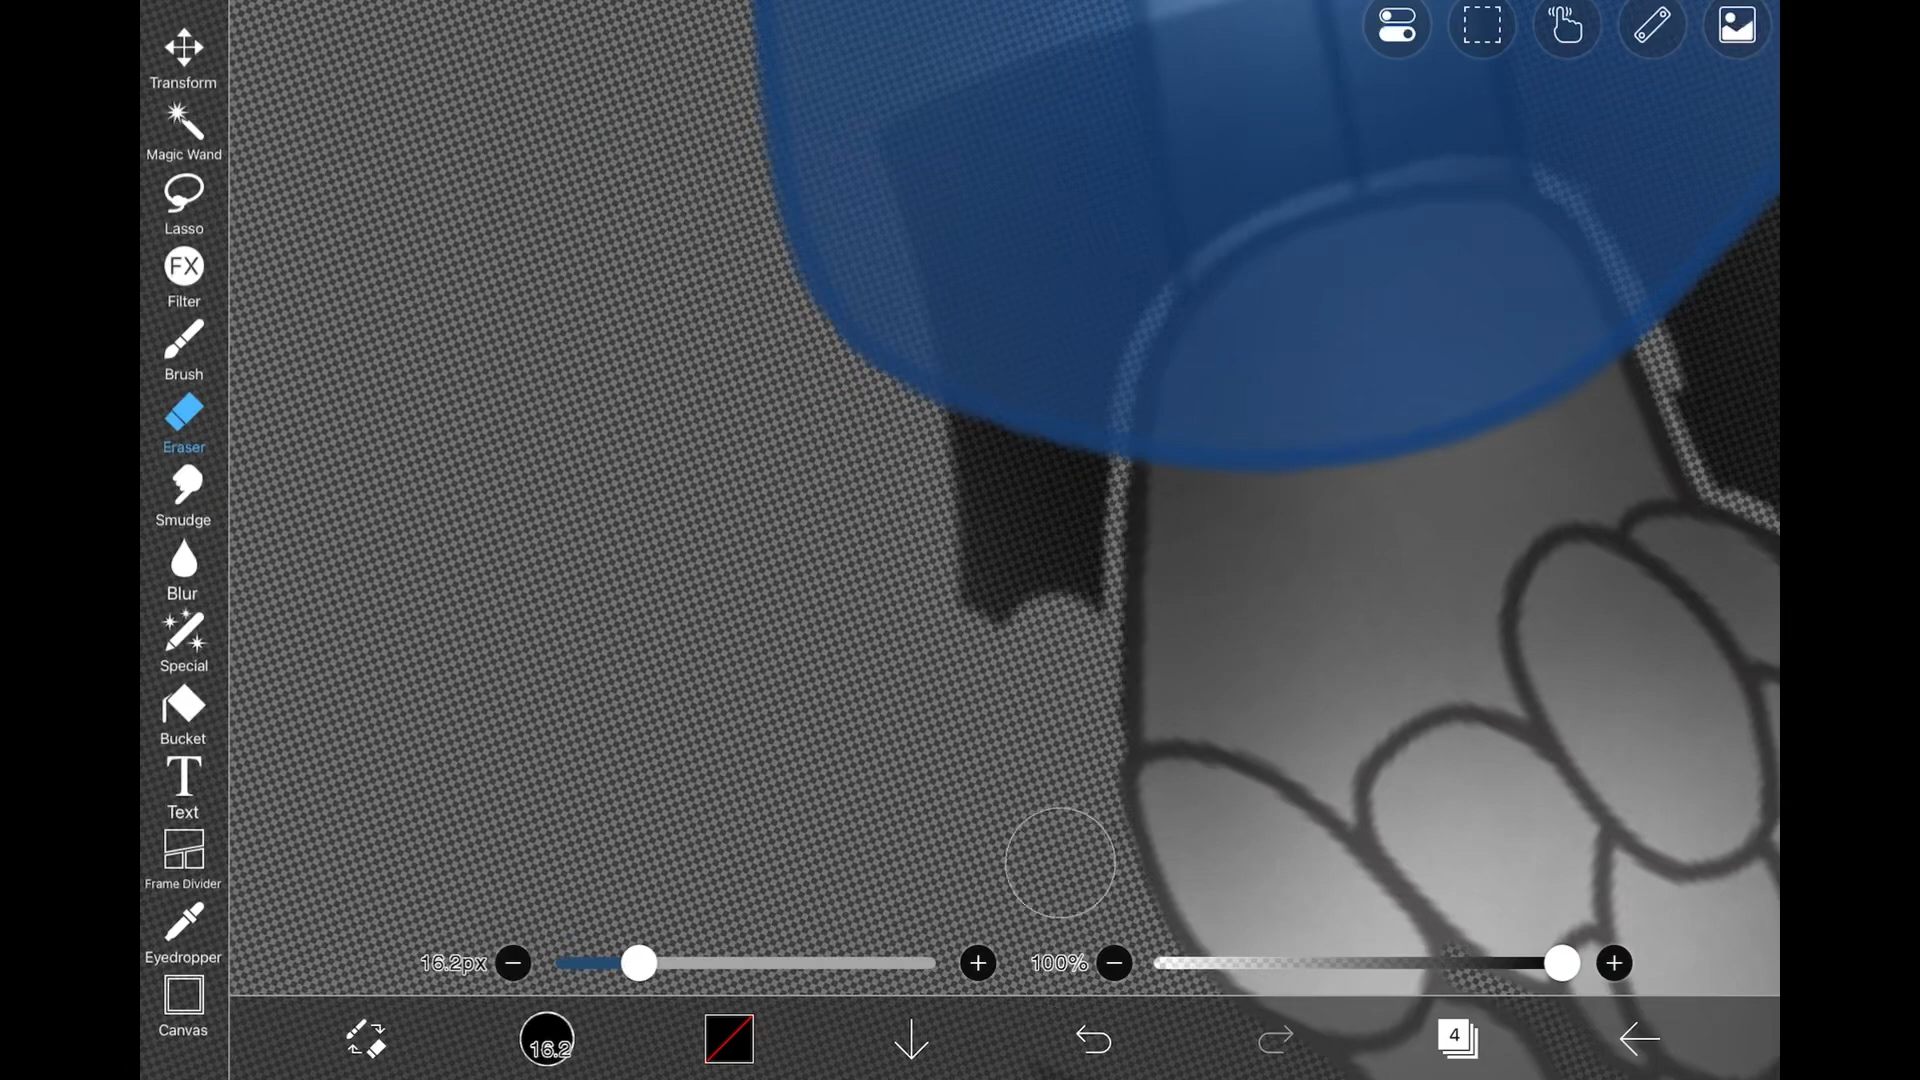 Transform
Magic Wand
Lasso
FX
Filter
Brush
Eraser
Smudge
Blur
Special
Bucket
T
Text
Frame Divider
Eyedropper
Canvas
16.2px
100%
16.2
4